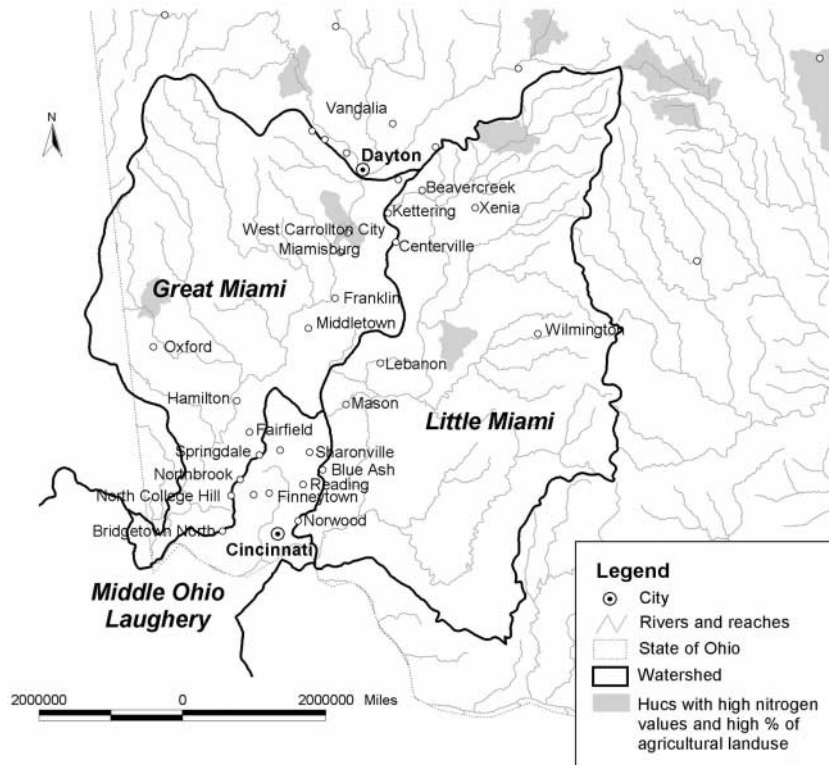 N
Vandalia
Dayton
Beavercreek
Kettering
Xenia
West Carrollton City
Miamisburg
Centerville
Great Miami
Franklin
Middletown
Wilmington
Oxford
Lebanon
Hamilton
Mason
Little Miami
Fairfield
Springdale
Sharonville
Northbrook
Blue Ash
Reading
North College Hill
Finneytown
Norwood
Bridgetown North
Cincinnati
Middle Ohio
Laughery
2000000 0 2000000 Miles
Legend
City
Rivers and reaches
State of Ohio
Watershed
Hucs with high nitrogen
values and high % of
agricultural landuse